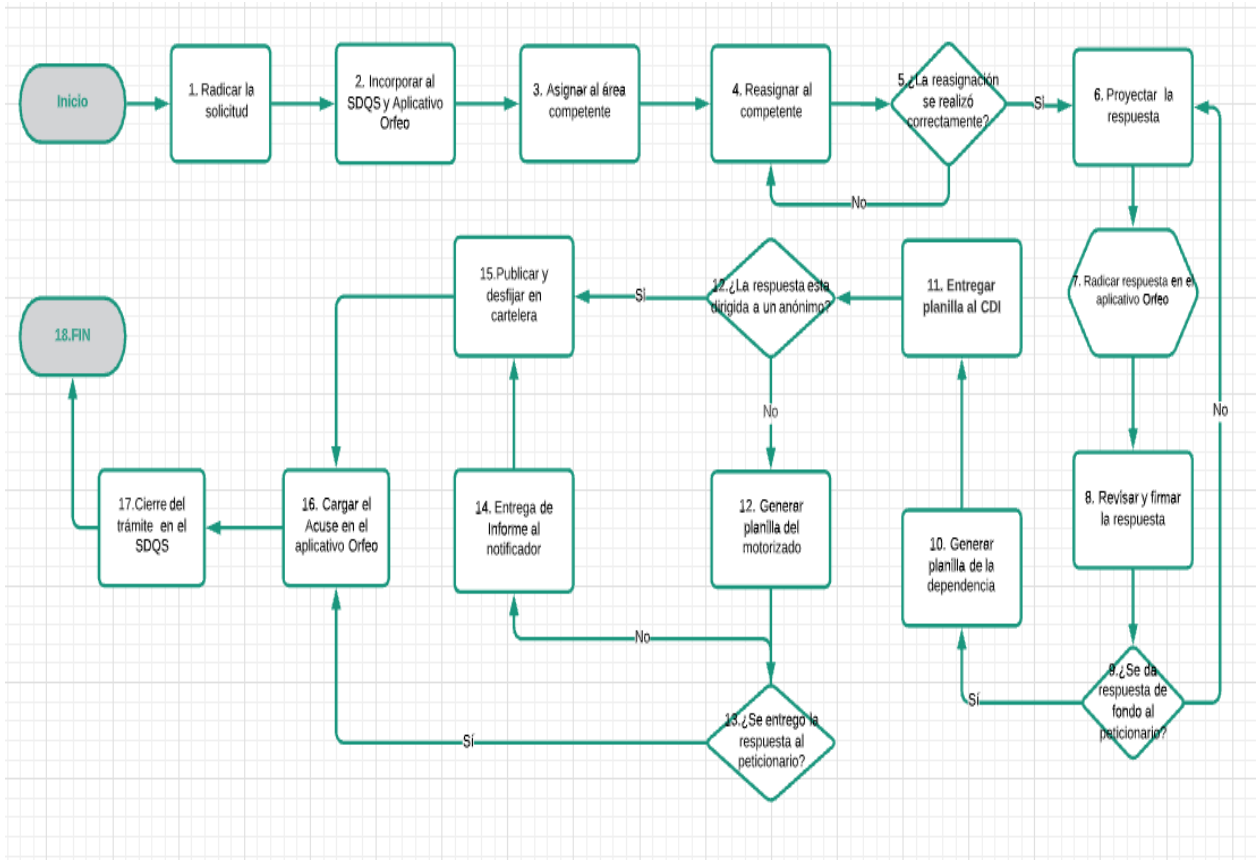 Inicio
1. Radicar la
solicitud
2. Incorporar al
SDQS y Aplicativo
Orfeo
3. Asignar al área
competente
4. Reasignar al
competente
5.¿La reasignación
se realizó
correctamente?
Si
6. Proyectar la
respuesta
No
7. Radicar respuesta en el
aplicativo Orfeo
8. Revisar y firmar
la respuesta
9.¿Se da
respuesta de
fondo al
peticionario?
No
Sí
10. Generar
planilla de la
dependencia
11. Entregar
planilla al CDI
12.¿La respuesta esta
dirigida a un anónimo?
Si
No
12. Generar
planilla del
motorizado
13.¿Se entrego la
respuesta al
peticionario?
No
Sí
14. Entrega de
Informe al
notificador
15.Publicar y
desfijar en
cartelera
16. Cargar el
Acuse en el
aplicativo Orfeo
17.Cierre del
trámite en el
SDQS
18.FIN